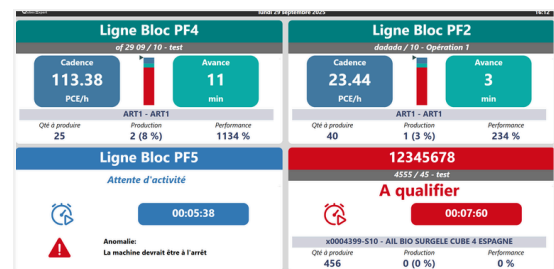 lundi 29 septembre 2025
16:12
Ligne Bloc PF4
of 29 09 / 10 - test
Cadence
113.38
PCE/h
Avance
11
min
ART1 - ART1
Qté à produire
25
Production
2 (8 %)
Performance
1134 %
Ligne Bloc PF2
dadada / 10 - Opération 1
Cadence
23.44
PCE/h
Avance
3
min
ART1 - ART1
Qté à produire
40
Production
1 (3 %)
Performance
234 %
Ligne Bloc PF5
Attente d'activité
00:05:38
Anomalie:
La machine devrait être à l'arrêt
12345678
4555 / 45 - test
A qualifier
00:07:60
x0004399-S10 - AIL BIO SURGELE CUBE 4 ESPAGNE
Qté à produire
456
Production
0 (0 %)
Performance
0 %